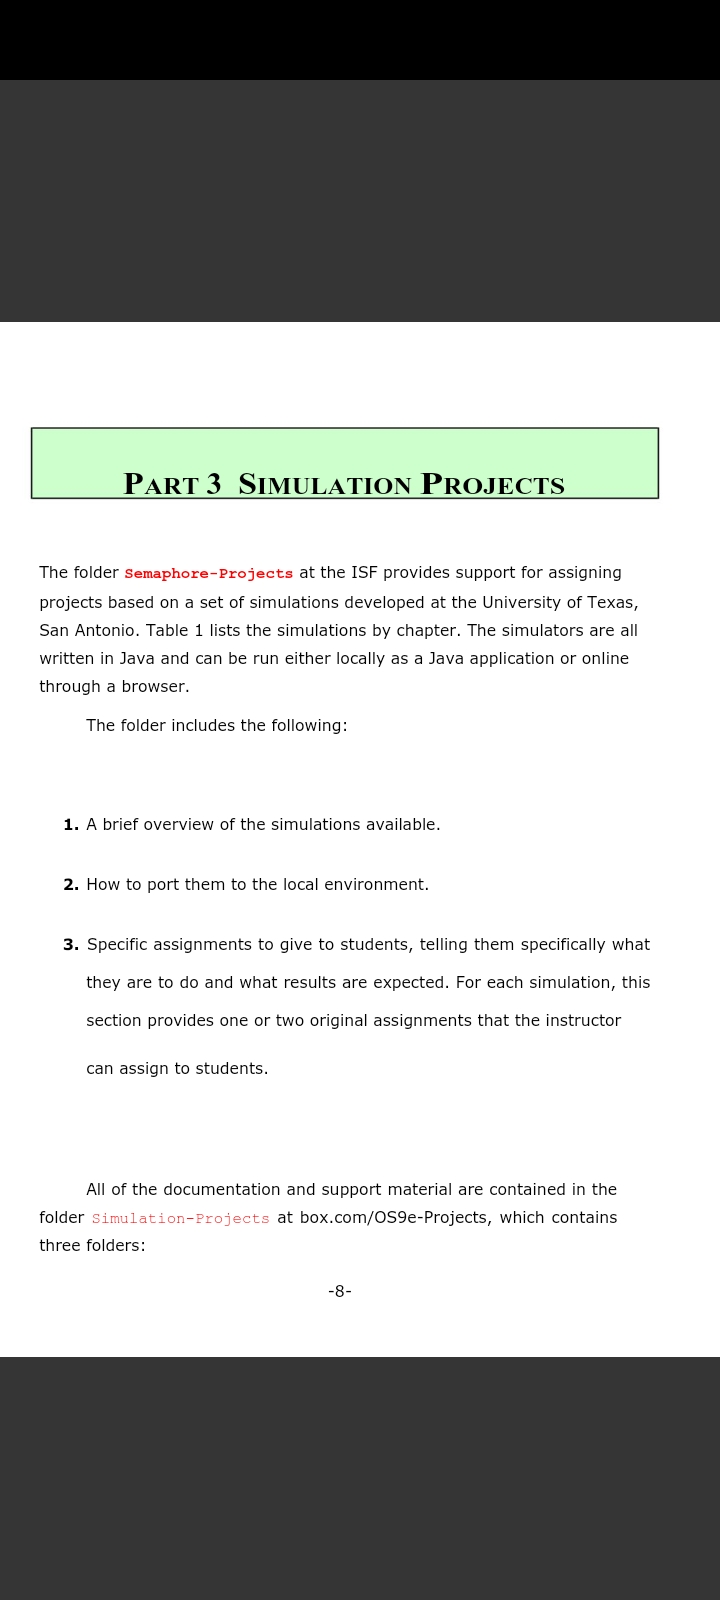 PART 3 SIMULATION PROJECTS
The folder Semaphore-Projects at the ISF provides support for assigning
projects based on a set of simulations developed at the University of Texas,
San Antonio. Table 1 lists the simulations by chapter. The simulators are all
written in Java and can be run either locally as a Java application or online
through a browser.
The folder includes the following:
1. A brief overview of the simulations available.
2. How to port them to the local environment.
3. Specific assignments to give to students, telling them specifically what
they are to do and what results are expected. For each simulation, this
section provides one or two original assignments that the instructor
can assign to students.
All of the documentation and support material are contained in the
folder Simulation-Projects at box.com/OS9e-Projects, which contains
three folders:
-8-